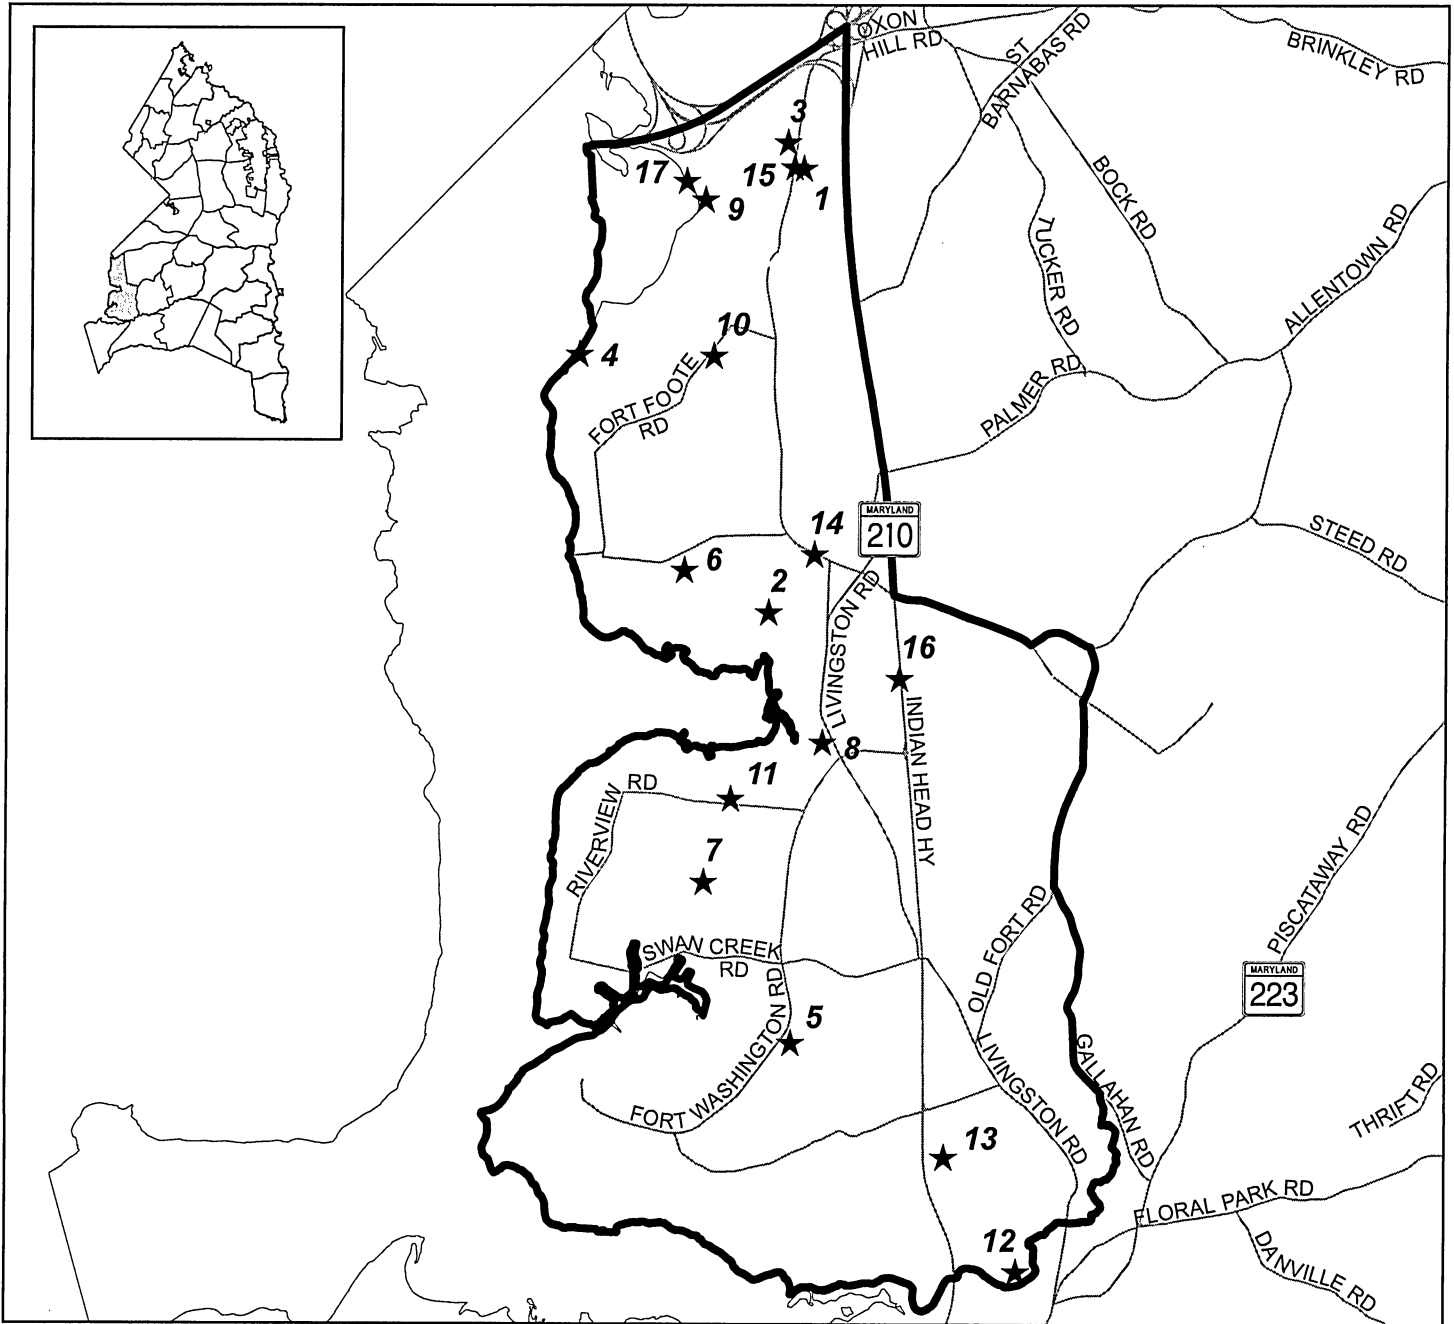 OXON
HILL RD
ST
BARNABAS RD
BRINKLEY RD
3
17
15
1
9
BOCK RD
TUCKER RD
ALLENTOWN RD
10
4
FORT FOOTE
RD
PALMER RD
MARYLAND
210
14
STEED RD
6
2
LIVINGSTON RD
16
INDIAN HEAD HY
8
11
RIVERVIEW
RD
7
PISCATAWAY RD
OLD FORT RD
SWAN CREEK
RD
MARYLAND
223
5
FORT WASHINGTON RD
LIVINGSTON RD
GALLAHAN RD
THRIFT RD
13
FLORAL PARK RD
12
DANVILLE RD